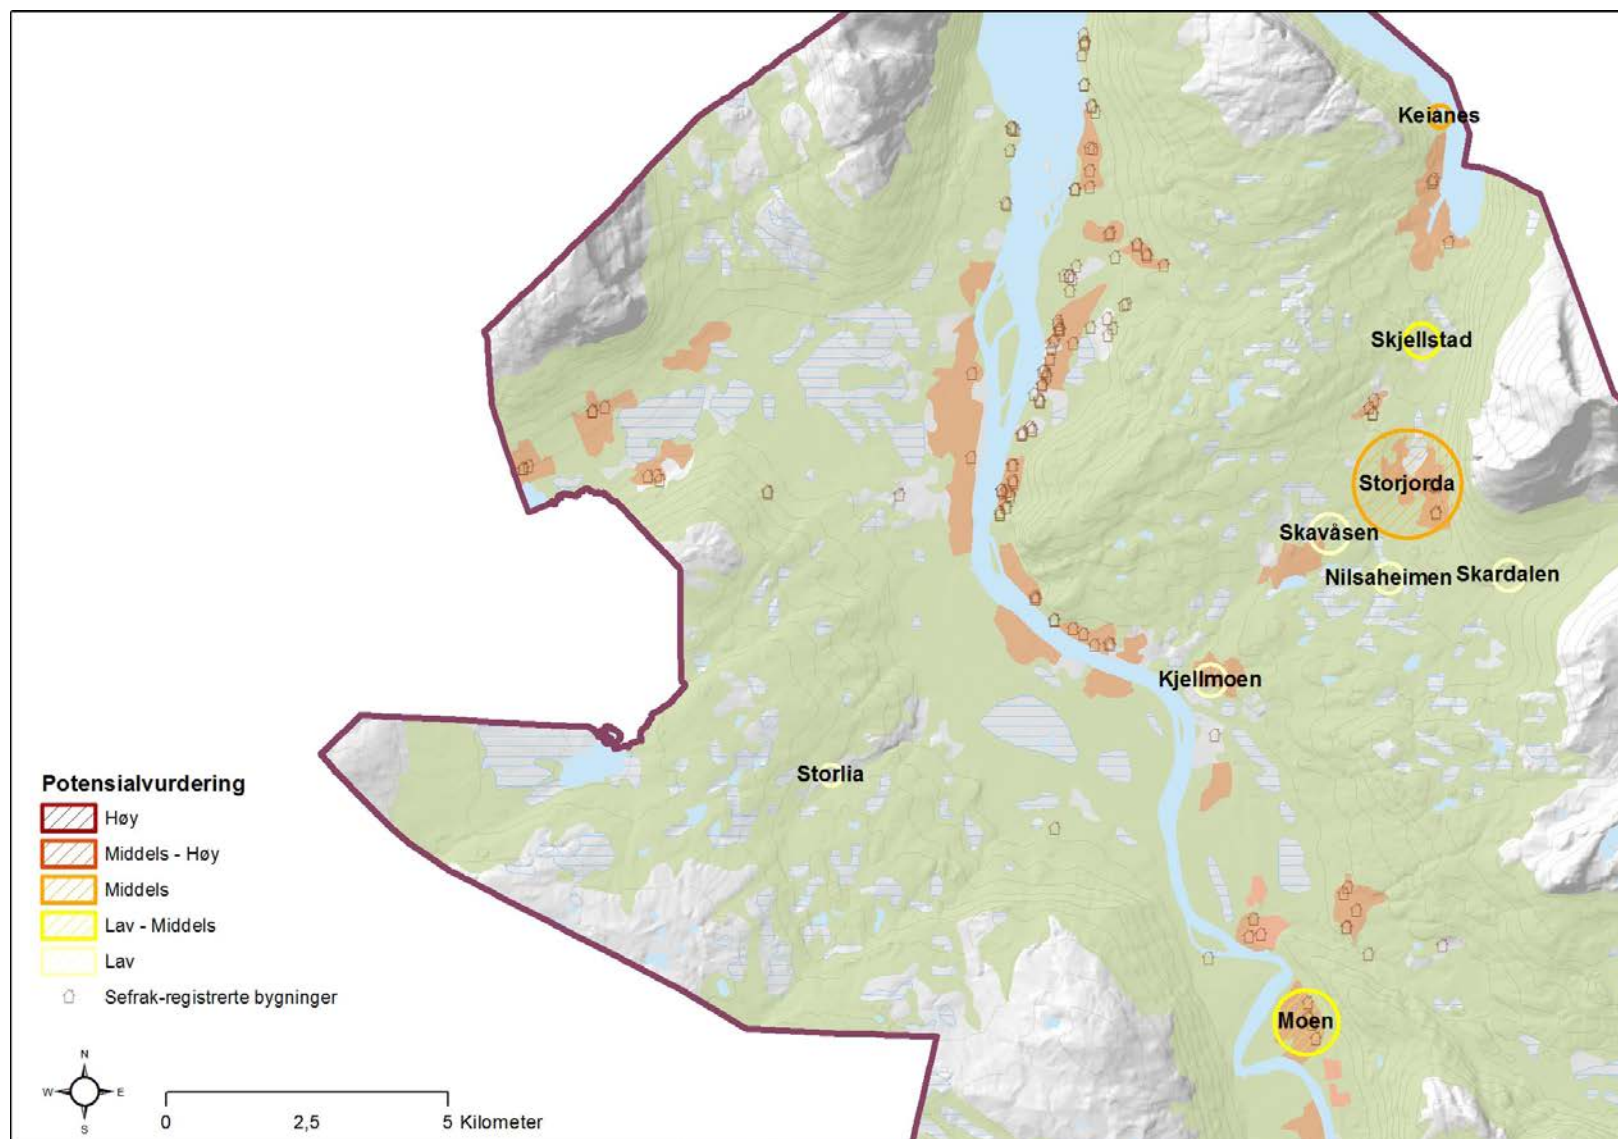 Keianes
Skjellstad
Storjorda
Skavåsen
Nilsaheimen
Skardalen
Kjellmoen
Storlia
Moen
Potensialvurdering
Høy
Middels - Høy
Middels
Lav - Middels
Lav
Sefrak-registrerte bygninger
N
W
E
S
0
2,5
5 Kilometer